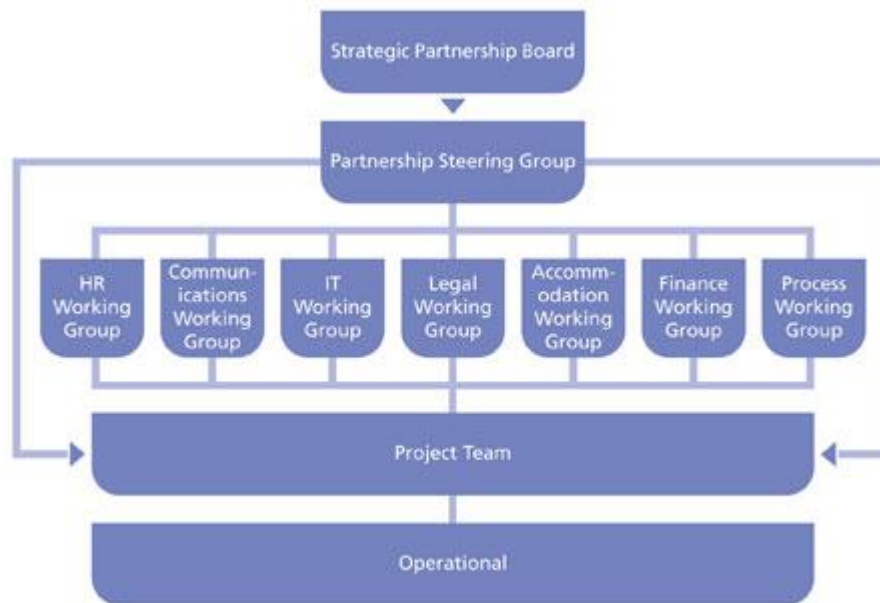 Strategic Partnership Board
Partnership Steering Group
HR
Working
Group
Commun-
ications
Working
Group
IT
Working
Group
Legal
Working
Group
Accomm-
odation
Working
Group
Finance
Working
Group
Process
Working
Group
Project Team
Operational